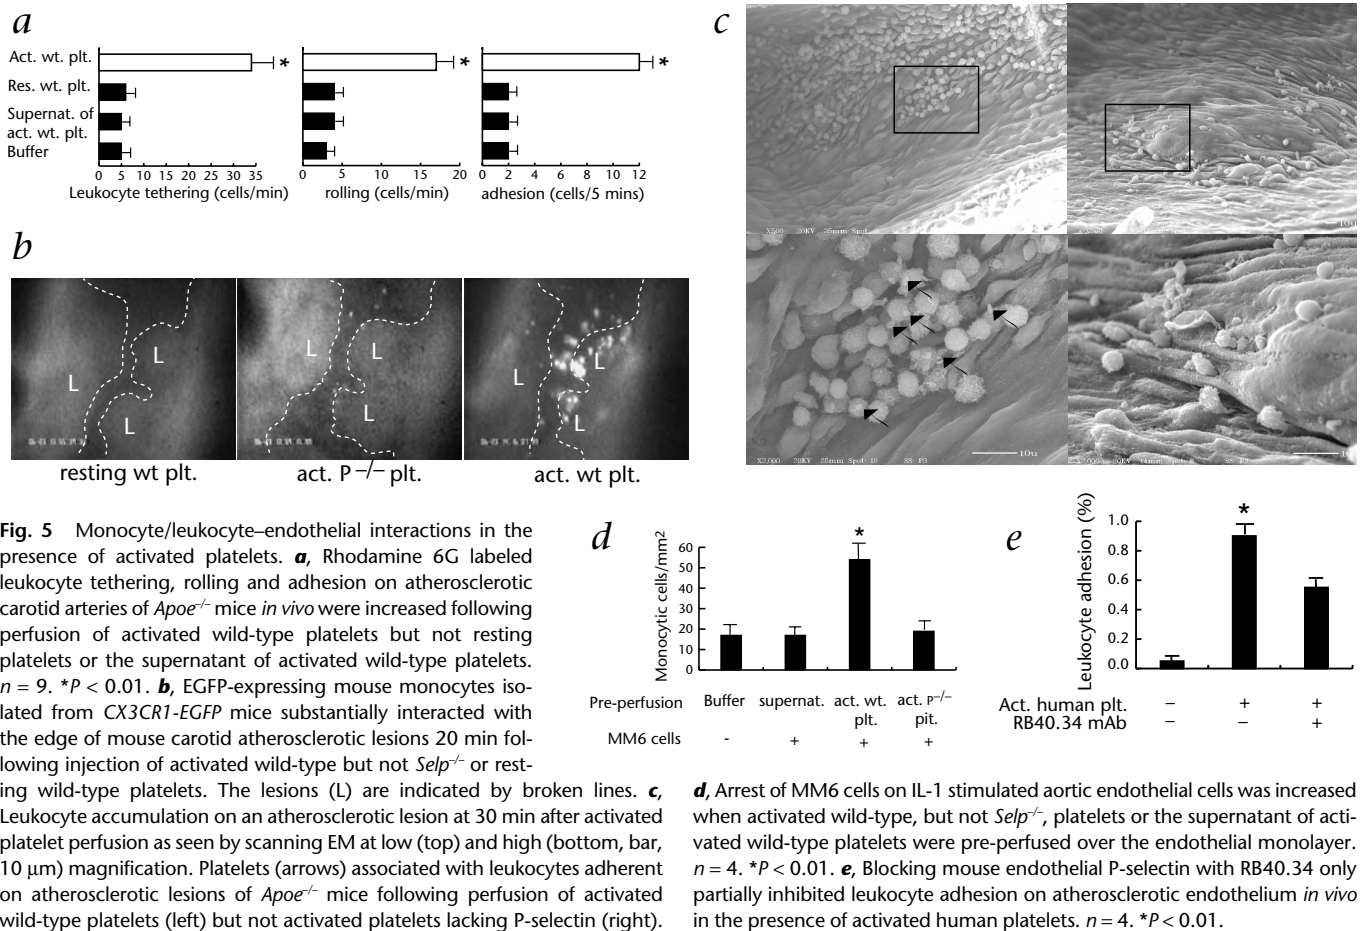 a
Act. wt. plt.
Res. wt. plt.
Supernat. of
act. wt. plt.
Buffer
0 5 10 15 20 25 30 35
Leukocyte tethering (cells/min)
*
0 5 10 15 20
rolling (cells/min)
*
0 2 4 6 8 10 12
adhesion (cells/5 mins)
*
b
L L L
resting wt plt.
L L L
act. P –/– plt.
L L L
act. wt plt.
c
X500 20KV 25mm Spot:
X2,000 20KV 25mm Spot: 10 SS: P3 10u
Fig. 5 Monocyte/leukocyte–endothelial interactions in the
presence of activated platelets. a, Rhodamine 6G labeled
leukocyte tethering, rolling and adhesion on atherosclerotic
carotid arteries of Apoe–/– mice in vivo were increased following
perfusion of activated wild-type platelets but not resting
platelets or the supernatant of activated wild-type platelets.
n = 9. *P < 0.01. b, EGFP-expressing mouse monocytes iso-
lated from CX3CR1-EGFP mice substantially interacted with
the edge of mouse carotid atherosclerotic lesions 20 min fol-
lowing injection of activated wild-type but not Selp–/– or rest-
ing wild-type platelets. The lesions (L) are indicated by broken lines. c,
Leukocyte accumulation on an atherosclerotic lesion at 30 min after activated
platelet perfusion as seen by scanning EM at low (top) and high (bottom, bar,
10 μm) magnification. Platelets (arrows) associated with leukocytes adherent
on atherosclerotic lesions of Apoe–/– mice following perfusion of activated
wild-type platelets (left) but not activated platelets lacking P-selectin (right).
d
Monocytic cells/mm2
60
50
40
30
20
10
0
*
Pre-perfusion Buffer supernat. act. wt. act. P–/–
plt. pit.
MM6 cells - + + +
e
Leukocyte adhesion (%)
1.0
0.8
0.6
0.4
0.2
0.0
*
Act. human plt. – + +
RB40.34 mAb – – +
d, Arrest of MM6 cells on IL-1 stimulated aortic endothelial cells was increased
when activated wild-type, but not Selp–/–, platelets or the supernatant of acti-
vated wild-type platelets were pre-perfused over the endothelial monolayer.
n = 4. *P < 0.01. e, Blocking mouse endothelial P-selectin with RB40.34 only
partially inhibited leukocyte adhesion on atherosclerotic endothelium in vivo
in the presence of activated human platelets. n = 4. *P < 0.01.